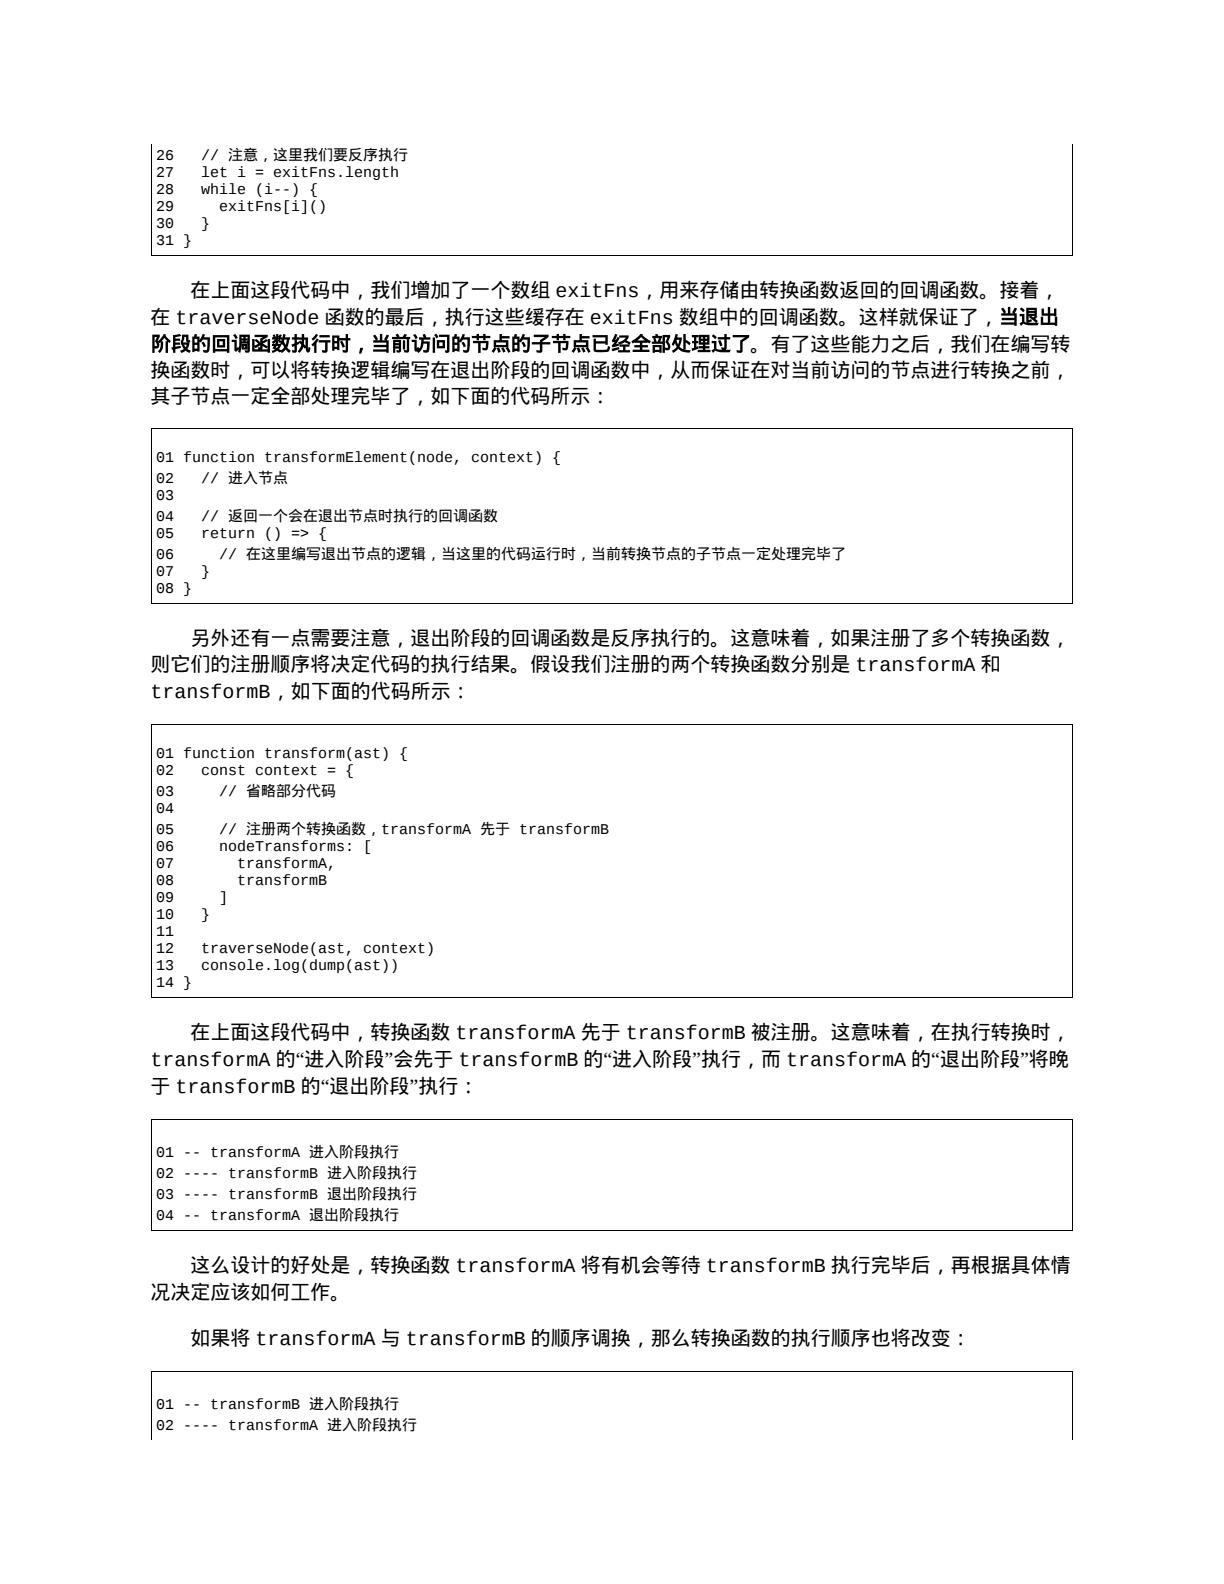 26   // 注意，这里我们要反序执行
27   let i = exitFns.length
28   while (i--) {
29     exitFns[i]()
30   }
31 }
在上面这段代码中，我们增加了一个数组 exitFns，用来存储由转换函数返回的回调函数。接着，
在 traverseNode 函数的最后，执行这些缓存在 exitFns 数组中的回调函数。这样就保证了，当退出
阶段的回调函数执行时，当前访问的节点的子节点已经全部处理过了。有了这些能力之后，我们在编写转
换函数时，可以将转换逻辑编写在退出阶段的回调函数中，从而保证在对当前访问的节点进行转换之前，
其子节点一定全部处理完毕了，如下面的代码所示：
01 function transformElement(node, context) {
02   // 进入节点
03
04   // 返回一个会在退出节点时执行的回调函数
05   return () => {
06     // 在这里编写退出节点的逻辑，当这里的代码运行时，当前转换节点的子节点一定处理完毕了
07   }
08 }
另外还有一点需要注意，退出阶段的回调函数是反序执行的。这意味着，如果注册了多个转换函数，
则它们的注册顺序将决定代码的执行结果。假设我们注册的两个转换函数分别是 transformA 和
transformB，如下面的代码所示：
01 function transform(ast) {
02   const context = {
03     // 省略部分代码
04
05     // 注册两个转换函数，transformA 先于 transformB
06     nodeTransforms: [
07       transformA,
08       transformB
09     ]
10   }
11
12   traverseNode(ast, context)
13   console.log(dump(ast))
14 }
在上面这段代码中，转换函数 transformA 先于 transformB 被注册。这意味着，在执行转换时，
transformA 的“进入阶段”会先于 transformB 的“进入阶段”执行，而 transformA 的“退出阶段”将晚
于 transformB 的“退出阶段”执行：
01 -- transformA 进入阶段执行
02 ---- transformB 进入阶段执行
03 ---- transformB 退出阶段执行
04 -- transformA 退出阶段执行
这么设计的好处是，转换函数 transformA 将有机会等待 transformB 执行完毕后，再根据具体情
况决定应该如何工作。
如果将 transformA 与 transformB 的顺序调换，那么转换函数的执行顺序也将改变：
01 -- transformB 进入阶段执行
02 ---- transformA 进入阶段执行